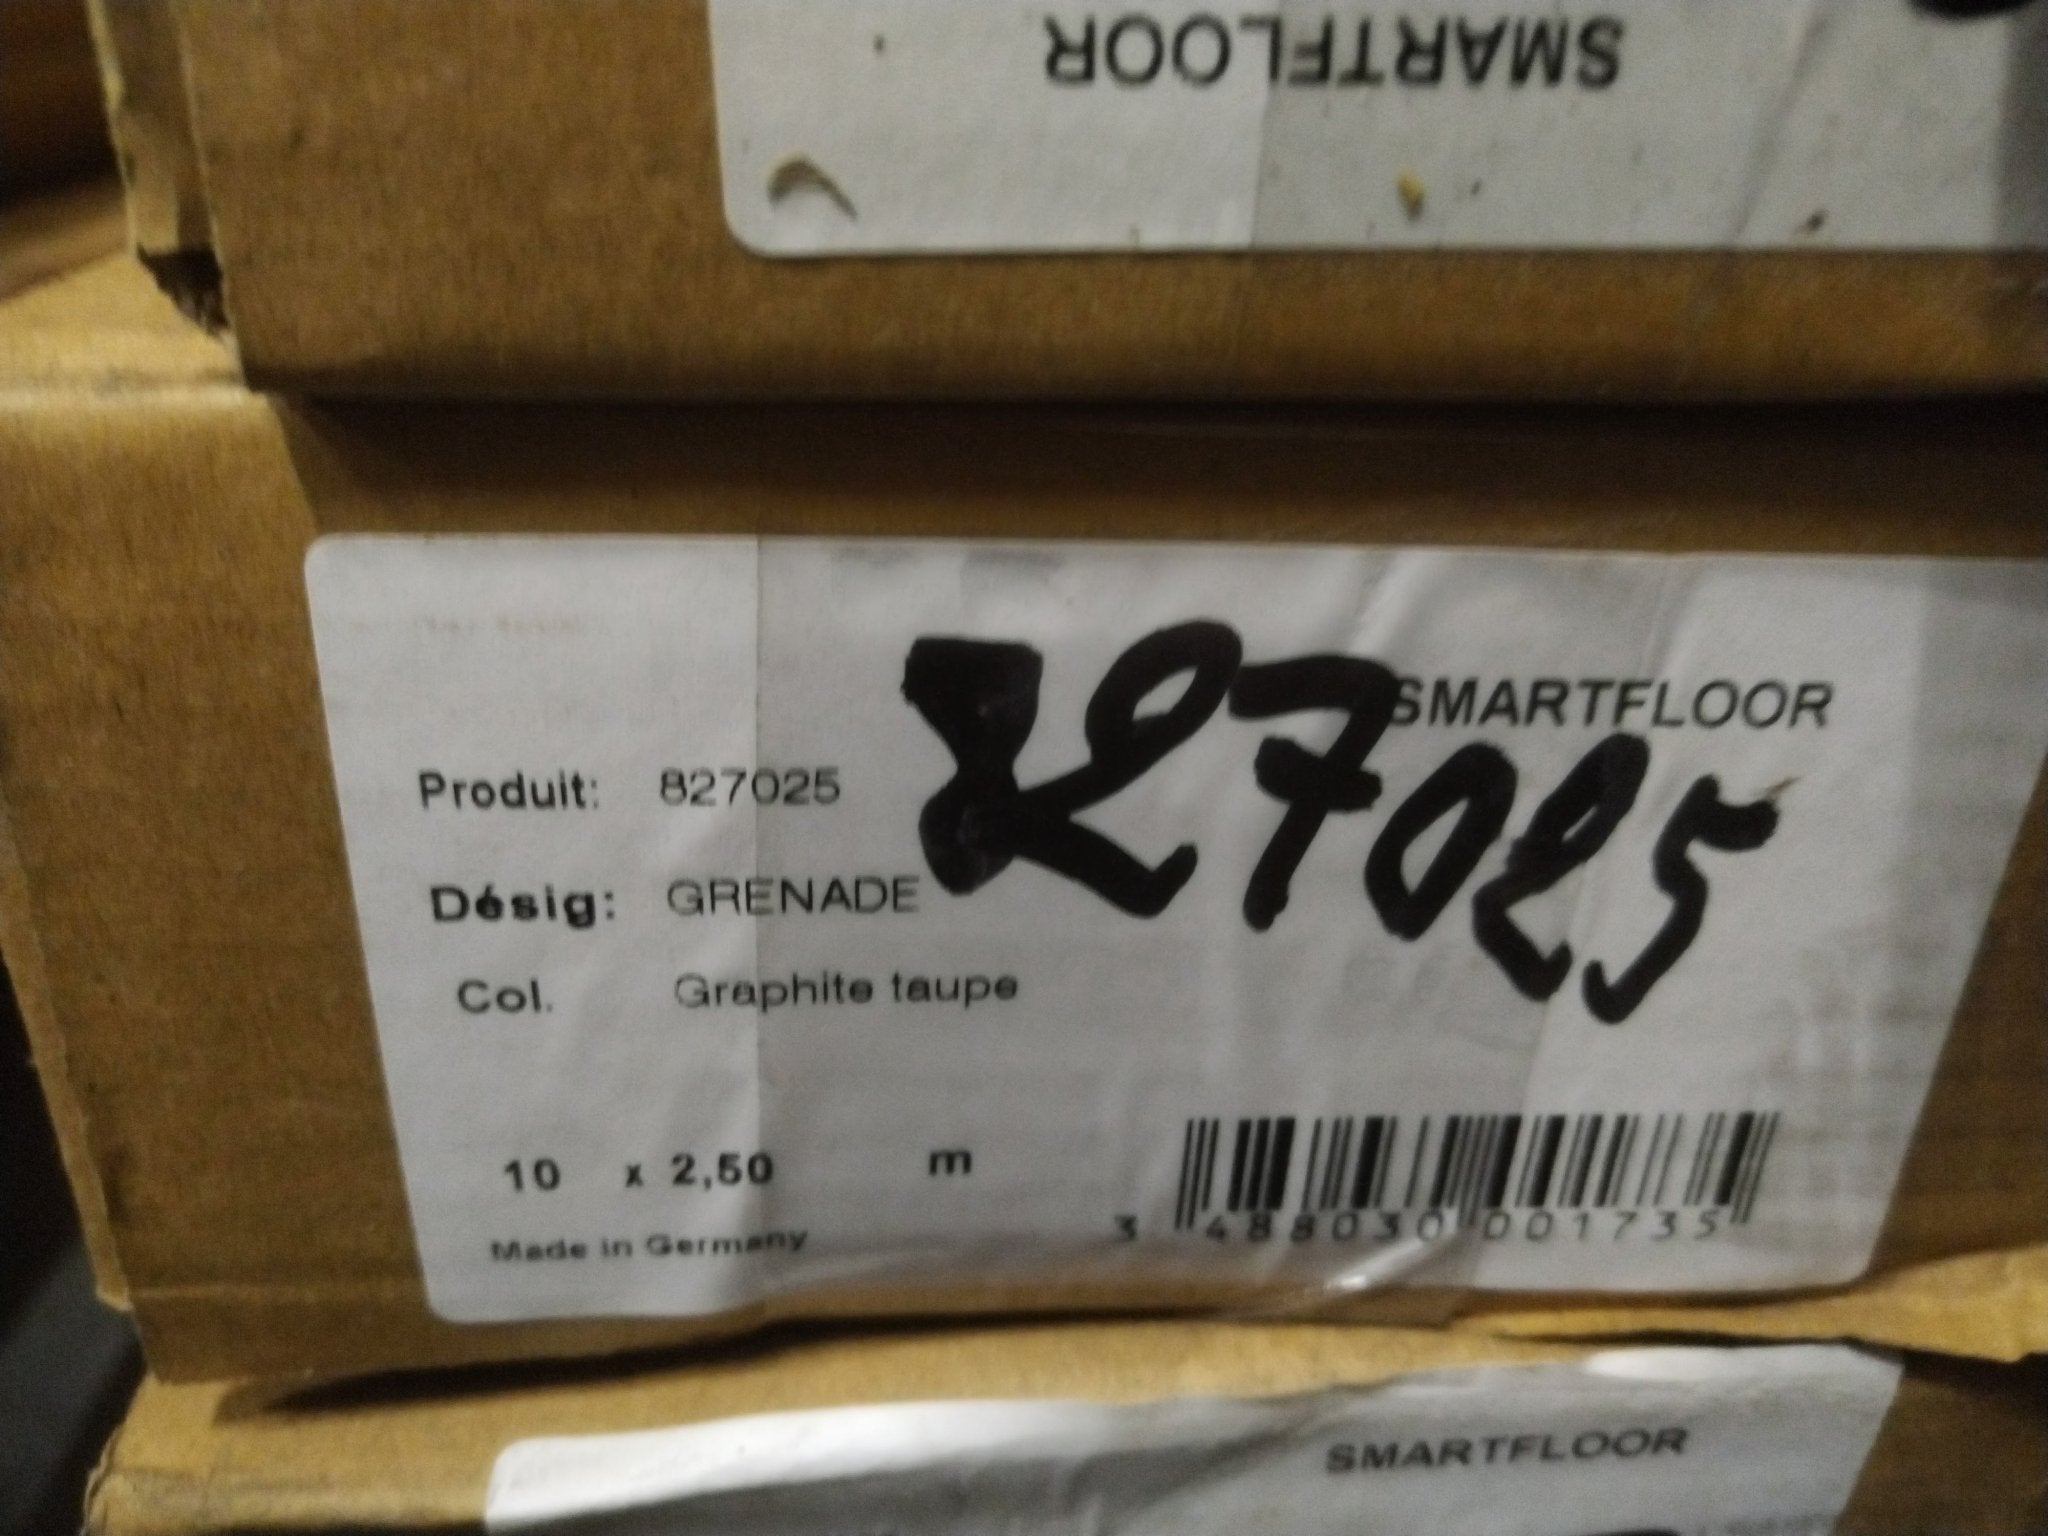 SMARTFLOOR
SMARTFLOOR
827025
Produit: 827025
Désig: GRENADE
Col. Graphite taupe
10 x 2,50 m
Made in Germany
3 488030 001735
SMARTFLOOR